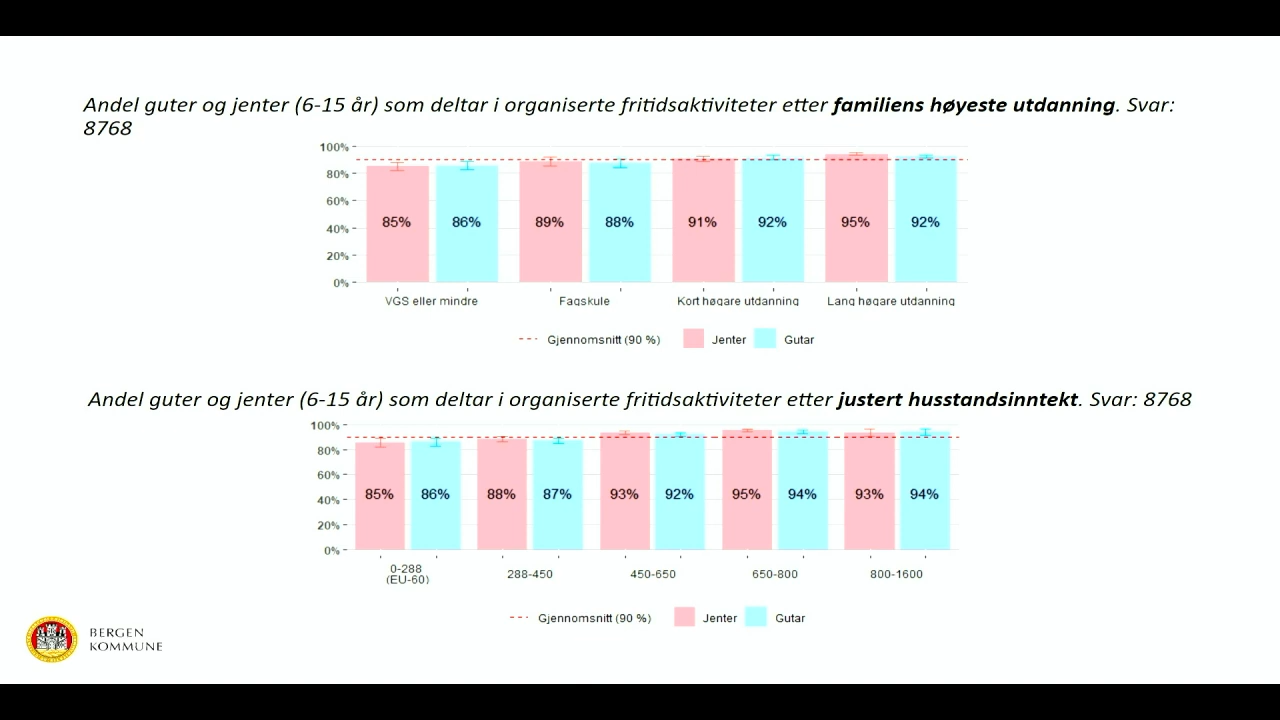 Andel guter og jenter (6-15 år) som deltar i organiserte fritidsaktiviteter etter familiens høyeste utdanning. Svar:
8768
100%
80%
60%
40%
20%
0%
85% 86% 89% 88% 91% 92% 95% 92%
VGS eller mindre Fagskule Kort høgare utdanning Lang høgare utdanning
Gjennomsnitt (90 %) Jenter Gutar
Andel guter og jenter (6-15 år) som deltar i organiserte fritidsaktiviteter etter justert husstandsinntekt. Svar: 8768
100%
80%
60%
40%
20%
0%
85% 86% 88% 87% 93% 92% 95% 94% 93% 94%
0-288 288-450 450-650 650-800 800-1600
(EU-60)
Gjennomsnitt (90 %) Jenter Gutar
BERGEN
KOMMUNE